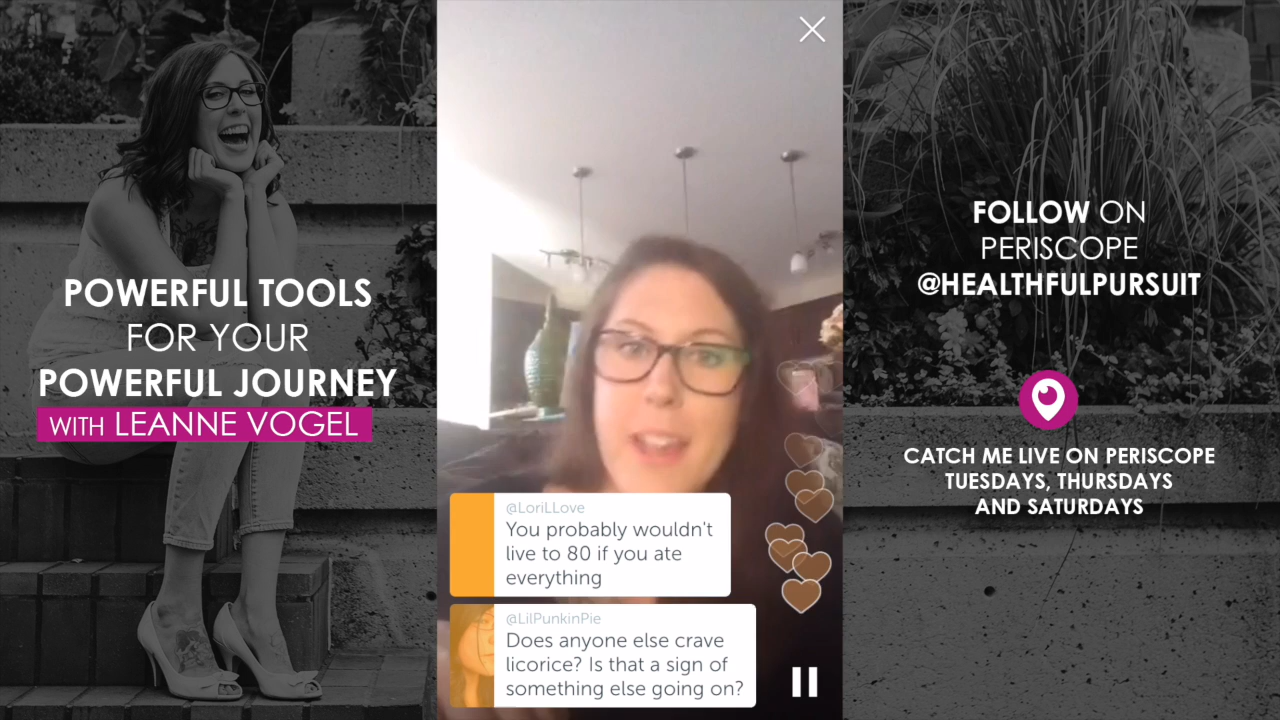 POWERFUL TOOLS
FOR YOUR
POWERFUL JOURNEY
WITH LEANNE VOGEL
@LoriLLove
You probably wouldn't
live to 80 if you ate
everything
@LilPunkinPie
Does anyone else crave
licorice? Is that a sign of
something else going on?
FOLLOW ON
PERISCOPE
@HEALTHFULPURSUIT
CATCH ME LIVE ON PERISCOPE
TUESDAYS, THURSDAYS
AND SATURDAYS